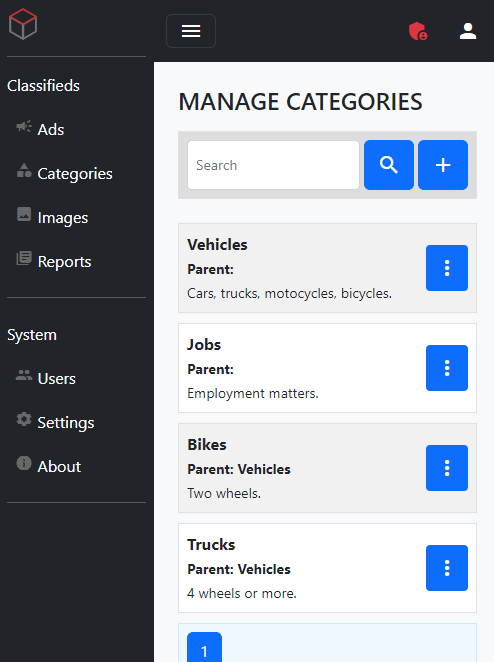 Classifieds
Ads
Categories
Images
Reports
System
Users
Settings
About
MANAGE CATEGORIES
Search
Vehicles
Parent:
Cars, trucks, motocycles, bicycles.
Jobs
Parent:
Employment matters.
Bikes
Parent: Vehicles
Two wheels.
Trucks
Parent: Vehicles
4 wheels or more.
1